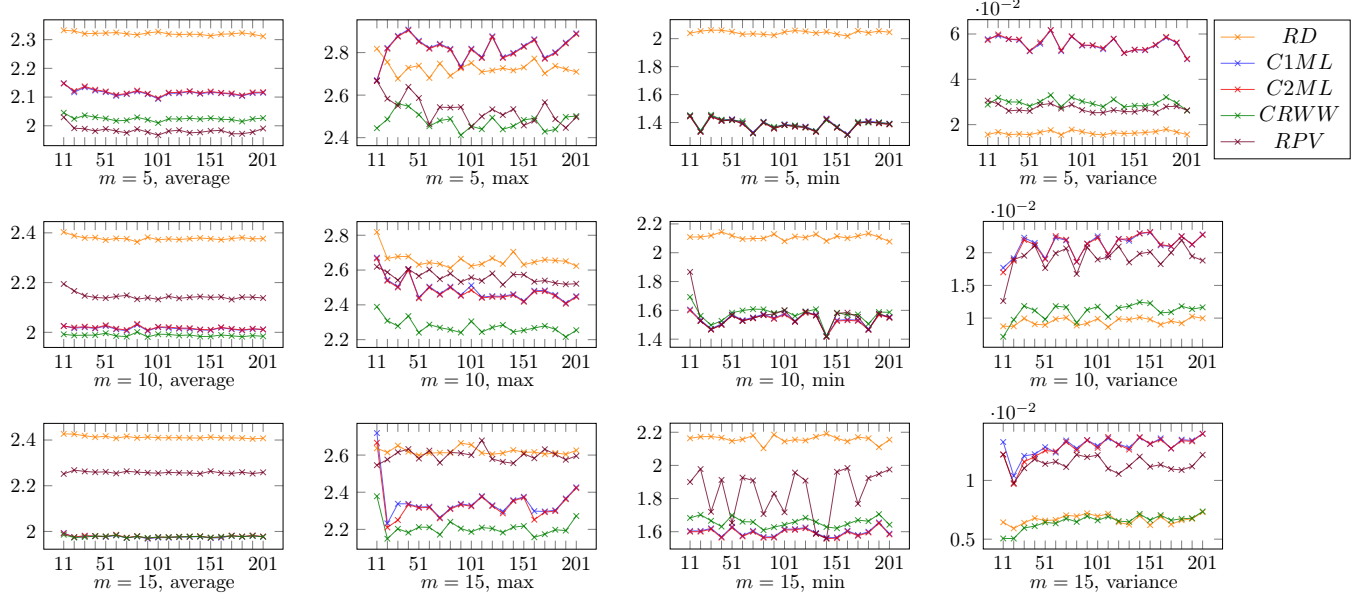 ·10⁻²
2.3
2.2
2.1
2
11 51 101 151 201
m = 5, average
2.8
2.6
2.4
11 51 101 151 201
m = 5, max
2
1.8
1.6
1.4
11 51 101 151 201
m = 5, min
6
4
2
11 51 101 151 201
m = 5, variance
RD
C1ML
C2ML
CRWW
RPV
2.4
2.2
2
11 51 101 151 201
m = 10, average
2.8
2.6
2.4
2.2
11 51 101 151 201
m = 10, max
2.2
2
1.8
1.6
1.4
11 51 101 151 201
m = 10, min
·10⁻²
2
1.5
1
11 51 101 151 201
m = 10, variance
2.4
2.2
2
11 51 101 151 201
m = 15, average
2.6
2.4
2.2
11 51 101 151 201
m = 15, max
2.2
2
1.8
1.6
11 51 101 151 201
m = 15, min
·10⁻²
1
0.5
11 51 101 151 201
m = 15, variance